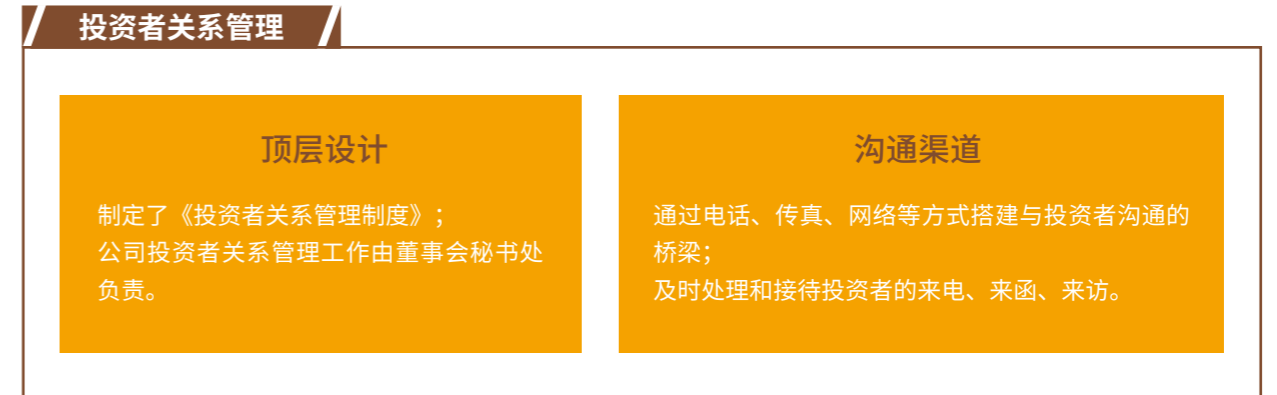 投资者关系管理
顶层设计
制定了《投资者关系管理制度》；
公司投资者关系管理工作由董事会秘书处
负责。
沟通渠道
通过电话、传真、网络等方式搭建与投资者沟通的
桥梁；
及时处理和接待投资者的来电、来函、来访。